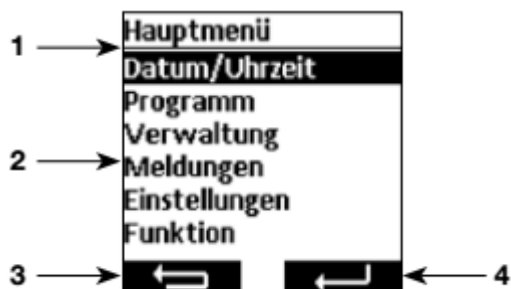 Hauptmenü
1
Datum/Uhrzeit
Programm
Verwaltung
2
Meldungen
Einstellungen
Funktion
3
4